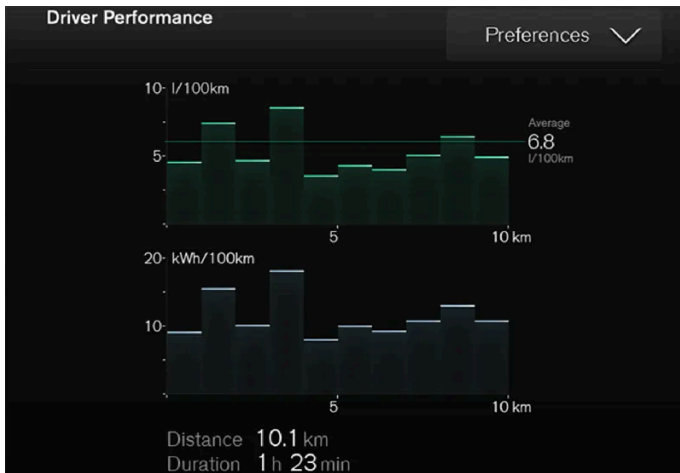 Driver Performance
Preferences
10 l/100km
Average
6.8
l/100km
5
5 10 km
20 kWh/100km
10
5 10 km
Distance 10.1 km
Duration 1 h 23 min